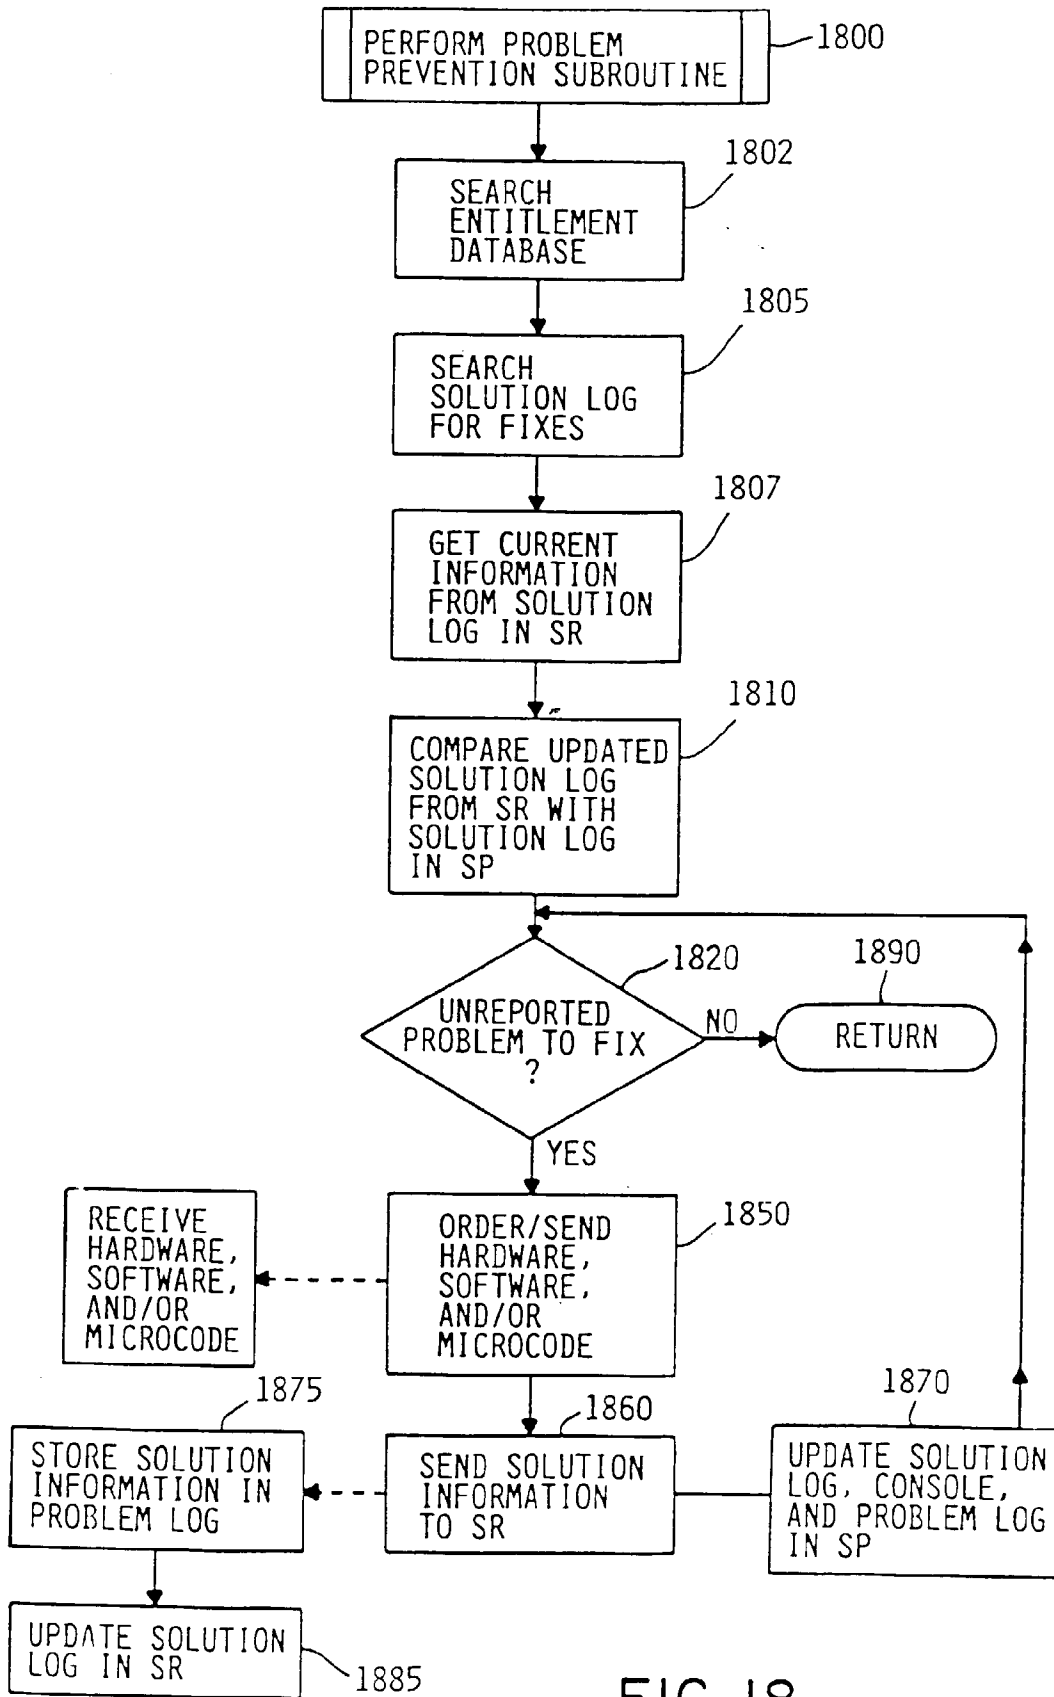 PERFORM PROBLEM
PREVENTION SUBROUTINE
1800
1802
SEARCH
ENTITLEMENT
DATABASE
1805
SEARCH
SOLUTION LOG
FOR FIXES
1807
GET CURRENT
INFORMATION
FROM SOLUTION
LOG IN SR
1810
COMPARE UPDATED
SOLUTION LOG
FROM SR WITH
SOLUTION LOG
IN SP
1820
UNREPORTED
PROBLEM TO FIX
?
NO
1890
RETURN
YES
RECEIVE
HARDWARE,
SOFTWARE,
AND/OR
MICROCODE
1850
ORDER/SEND
HARDWARE,
SOFTWARE,
AND/OR
MICROCODE
1875
STORE SOLUTION
INFORMATION IN
PROBLEM LOG
1860
SEND SOLUTION
INFORMATION
TO SR
1870
UPDATE SOLUTION
LOG, CONSOLE,
AND PROBLEM LOG
IN SP
UPDATE SOLUTION
LOG IN SR
1885
FIG. 18